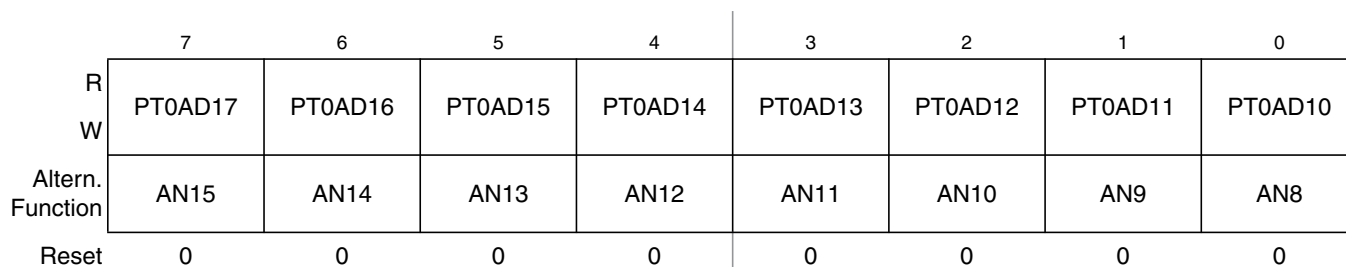 7 6 5 4 3 2 1 0
R
W
PT0AD17 PT0AD16 PT0AD15 PT0AD14 PT0AD13 PT0AD12 PT0AD11 PT0AD10
Altern.
Function
AN15 AN14 AN13 AN12 AN11 AN10 AN9 AN8
Reset 0 0 0 0 0 0 0 0